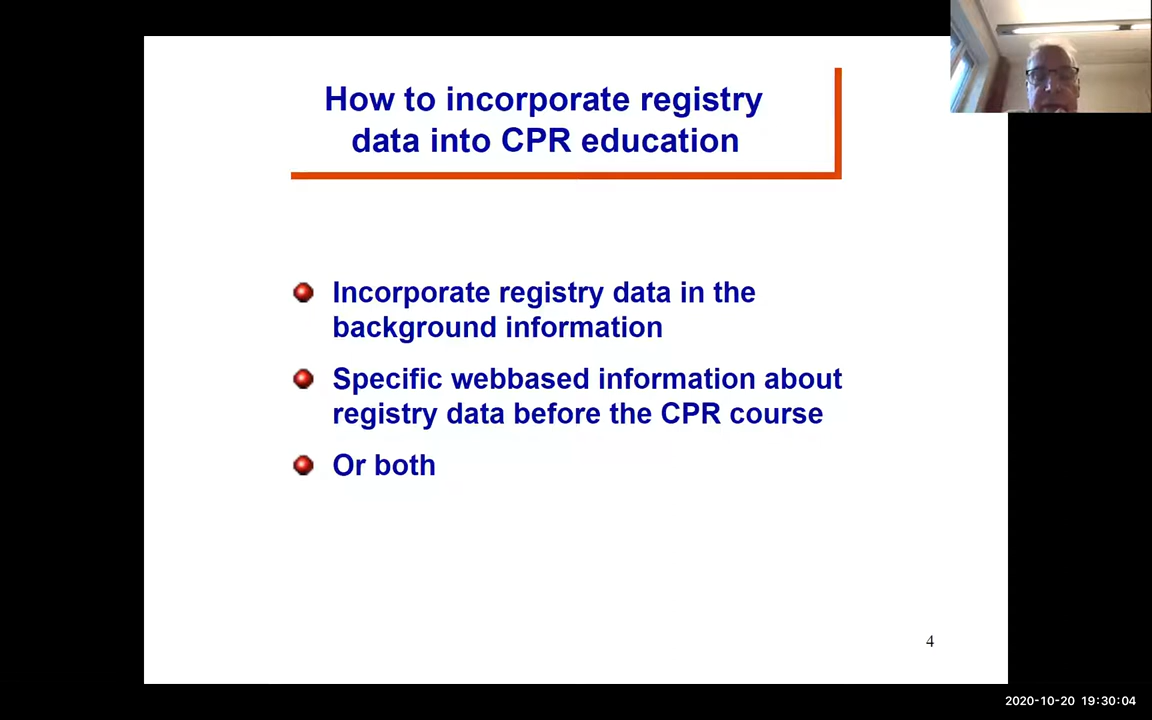 How to incorporate registry
data into CPR education
Incorporate registry data in the
background information
Specific webbased information about
registry data before the CPR course
Or both
4
2020-10-20 19:30:04